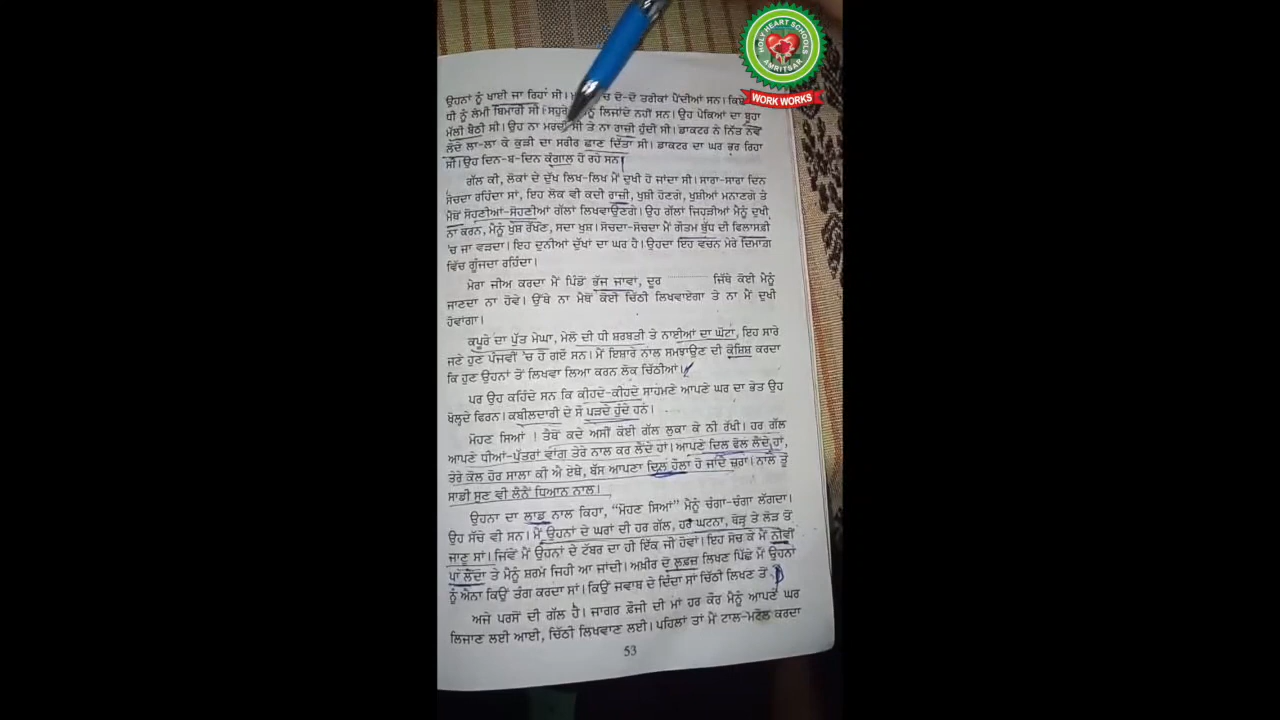 HOLY HEART SCHOOLS
AMRITSAR
WORK WORKS
ਉਹਨਾਂ ਨੂੰ ਖਾਈ ਜਾ ਰਿਹਾ ਸੀ। ਚ ਦੋ-ਦੋ ਤਰੀਕਾਂ ਪੈਂਦੀਆਂ ਸਨ।
ਧੀ ਨੂੰ ਲੰਮੀ ਬਿਮਾਰੀ ਸੀ। ਸਹੁਰੇ ਨੂੰ ਲਿਜਾਂਦੇ ਨਹੀਂ ਸਨ। ਉਹ ਪੇਕਿਆਂ ਦਾ ਬੂਹਾ
ਮੱਲੀ ਬੈਠੀ ਸੀ। ਉਹ ਨਾ ਮਰਦੀ ਸੀ ਤੇ ਨਾ ਰਾਜ਼ੀ ਹੁੰਦੀ ਸੀ। ਡਾਕਟਰ ਨੇ ਨਿੱਤ ਨਵੇਂ
ਲੋਦੇ ਲਾ-ਲਾ ਕੇ ਕੁੜੀ ਦਾ ਸਰੀਰ ਛਾਣ ਦਿੱਤਾ ਸੀ। ਡਾਕਟਰ ਦਾ ਘਰ ਭਰ ਰਿਹਾ
ਸੀ। ਉਹ ਦਿਨ-ਬ-ਦਿਨ ਕੰਗਾਲ ਹੋ ਰਹੇ ਸਨ।
ਗੱਲ ਕੀ, ਲੋਕਾਂ ਦੇ ਦੁੱਖ ਲਿਖ-ਲਿਖ ਮੈਂ ਦੁਖੀ ਹੋ ਜਾਂਦਾ ਸੀ। ਸਾਰਾ-ਸਾਰਾ ਦਿਨ
ਸੋਚਦਾ ਰਹਿੰਦਾ ਸਾਂ, ਇਹ ਲੋਕ ਵੀ ਕਦੀ ਰਾਜ਼ੀ, ਖੁਸ਼ੀ ਹੋਣਗੇ, ਖੁਸ਼ੀਆਂ ਮਨਾਣਗੇ ਤੇ
ਮੈਥੋਂ ਸੋਹਣੀਆਂ-ਸੋਹਣੀਆਂ ਗੱਲਾਂ ਲਿਖਵਾਉਣਗੇ। ਉਹ ਗੱਲਾਂ ਜਿਹੜੀਆਂ ਮੈਨੂੰ ਦੁਖੀ
ਨਾ ਕਰਨ, ਮੈਨੂੰ ਖੁਸ਼ ਰੱਖਣ, ਸਦਾ ਖੁਸ਼। ਸੋਚਦਾ-ਸੋਚਦਾ ਮੈਂ ਗੌਤਮ ਬੁੱਧ ਦੀ ਫਿਲਾਸਫੀ
'ਚ ਜਾ ਵੜਦਾ। ਇਹ ਦੁਨੀਆਂ ਦੁੱਖਾਂ ਦਾ ਘਰ ਹੈ। ਉਹਦਾ ਇਹ ਵਚਨ ਮੇਰੇ ਦਿਮਾਗ਼
ਵਿੱਚ ਗੂੰਜਦਾ ਰਹਿੰਦਾ।
ਮੇਰਾ ਜੀਅ ਕਰਦਾ ਮੈਂ ਪਿੰਡੋਂ ਭੱਜ ਜਾਵਾਂ, ਦੂਰ .............. ਜਿੱਥੇ ਕੋਈ ਮੈਨੂੰ
ਜਾਣਦਾ ਨਾ ਹੋਵੇ। ਉੱਥੇ ਨਾ ਮੈਥੋਂ ਕੋਈ ਚਿੱਠੀ ਲਿਖਵਾਏਗਾ ਤੇ ਨਾ ਮੈਂ ਦੁਖੀ
ਹੋਵਾਂਗਾ।
ਕਪੂਰੇ ਦਾ ਪੁੱਤ ਮੇਘਾ, ਮੇਲੋ ਦੀ ਧੀ ਸ਼ਰਬਤੀ ਤੇ ਨਾਈਆਂ ਦਾ ਘੋਟਾ, ਇਹ ਸਾਰੇ
ਜਣੇ ਹੁਣ ਪੰਜਵੀਂ 'ਚ ਹੋ ਗਏ ਸਨ। ਮੈਂ ਇਸ਼ਾਰੇ ਨਾਲ ਸਮਝਾਉਣ ਦੀ ਕੋਸ਼ਿਸ਼ ਕਰਦਾ
ਕਿ ਹੁਣ ਉਹਨਾਂ ਤੋਂ ਲਿਖਵਾ ਲਿਆ ਕਰਨ ਲੋਕ ਚਿੱਠੀਆਂ।
ਪਰ ਉਹ ਕਹਿੰਦੇ ਸਨ ਕਿ ਕੀਹਦੇ-ਕੀਹਦੇ ਸਾਹਮਣੇ ਆਪਣੇ ਘਰ ਦਾ ਭੇਤ ਉਹ
ਖੋਲ੍ਹਦੇ ਫਿਰਨ। ਕਬੀਲਦਾਰੀ ਦੇ ਸੌ ਪੜਦੇ ਹੁੰਦੇ ਹਨ।
ਮੋਹਣ ਸਿਆਂ ! ਤੈਥੋਂ ਕਦੇ ਅਸੀਂ ਕੋਈ ਗੱਲ ਲੁਕਾ ਕੇ ਨੀ ਰੱਖੀ। ਹਰ ਗੱਲ
ਆਪਣੇ ਧੀਆਂ-ਪੁੱਤਰਾਂ ਵਾਂਗ ਤੇਰੇ ਨਾਲ ਕਰ ਲੈਂਦੇ ਹਾਂ। ਆਪਣੇ ਦਿਲ ਫੋਲ ਲੈਂਦੇ ਹਾਂ,
ਤੇਰੇ ਕੋਲ ਹੋਰ ਸਾਲਾ ਕੀ ਐ ਏਥੇ, ਬੱਸ ਆਪਣਾ ਦਿਲ ਹੌਲਾ ਹੋ ਜਾਂਦੈ ਜ਼ਰਾ। ਨਾਲੇ ਤੂੰ
ਸਾਡੀ ਸੁਣ ਵੀ ਲੈਨੈਂ ਧਿਆਨ ਨਾਲ।
ਉਹਨਾ ਦਾ ਲਾਡ ਨਾਲ ਕਿਹਾ, "ਮੋਹਣ ਸਿਆਂ" ਮੈਨੂੰ ਚੰਗਾ-ਚੰਗਾ ਲੱਗਦਾ।
ਉਹ ਸੱਚੇ ਵੀ ਸਨ। ਮੈਂ ਉਹਨਾਂ ਦੇ ਘਰਾਂ ਦੀ ਹਰ ਗੱਲ, ਹਰ ਘਟਨਾ, ਥੋੜ੍ਹ ਤੇ ਲੋੜ ਤੋਂ
ਜਾਣੂ ਸਾਂ। ਜਿਵੇਂ ਮੈਂ ਉਹਨਾਂ ਦੇ ਟੱਬਰ ਦਾ ਹੀ ਇੱਕ ਜੀ ਹੋਵਾਂ। ਇਹ ਸੋਚ ਕੇ ਮੈਂ ਨੀਵੀਂ
ਪਾ ਲੈਂਦਾ ਤੇ ਮੈਨੂੰ ਸ਼ਰਮ ਜਿਹੀ ਆ ਜਾਂਦੀ। ਅਖ਼ੀਰ ਦੋ ਲਫ਼ਜ਼ ਲਿਖਣ ਪਿੱਛੇ ਮੈਂ ਉਹਨਾਂ
ਨੂੰ ਐਨਾ ਕਿਉਂ ਤੰਗ ਕਰਦਾ ਸਾਂ। ਕਿਉਂ ਜਵਾਬ ਦੇ ਦਿੰਦਾ ਸਾਂ ਚਿੱਠੀ ਲਿਖਣ ਤੋਂ ?
ਅਜੇ ਪਰਸੋਂ ਦੀ ਗੱਲ ਹੈ। ਜਾਗਰ ਫ਼ੌਜੀ ਦੀ ਮਾਂ ਹਰ ਕੌਰ ਮੈਨੂੰ ਆਪਣੇ ਘਰ
ਲਿਜਾਣ ਲਈ ਆਈ, ਚਿੱਠੀ ਲਿਖਵਾਣ ਲਈ। ਪਹਿਲਾਂ ਤਾਂ ਮੈਂ ਟਾਲ-ਮਟੋਲ ਕਰਦਾ
53